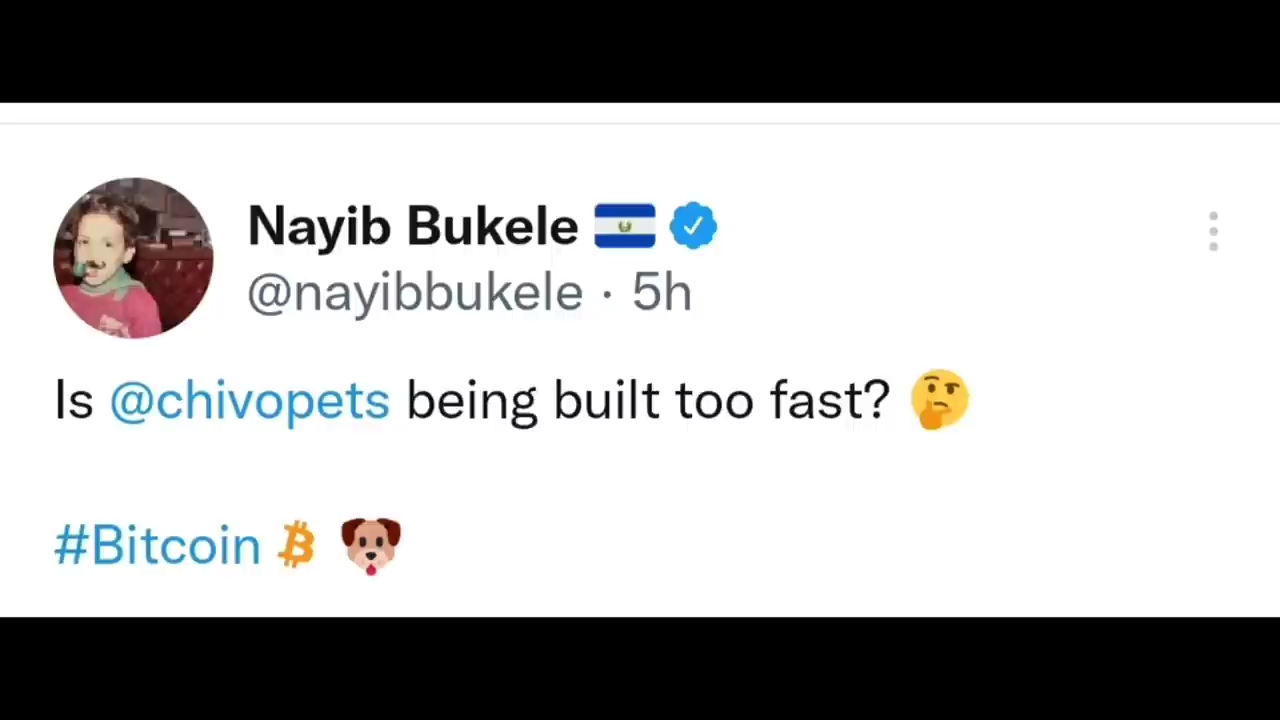 Nayib Bukele 🇸🇻
@nayibbukele · 5h
Is @chivopets being built too fast? 🤔
#Bitcoin ₿ 🐶